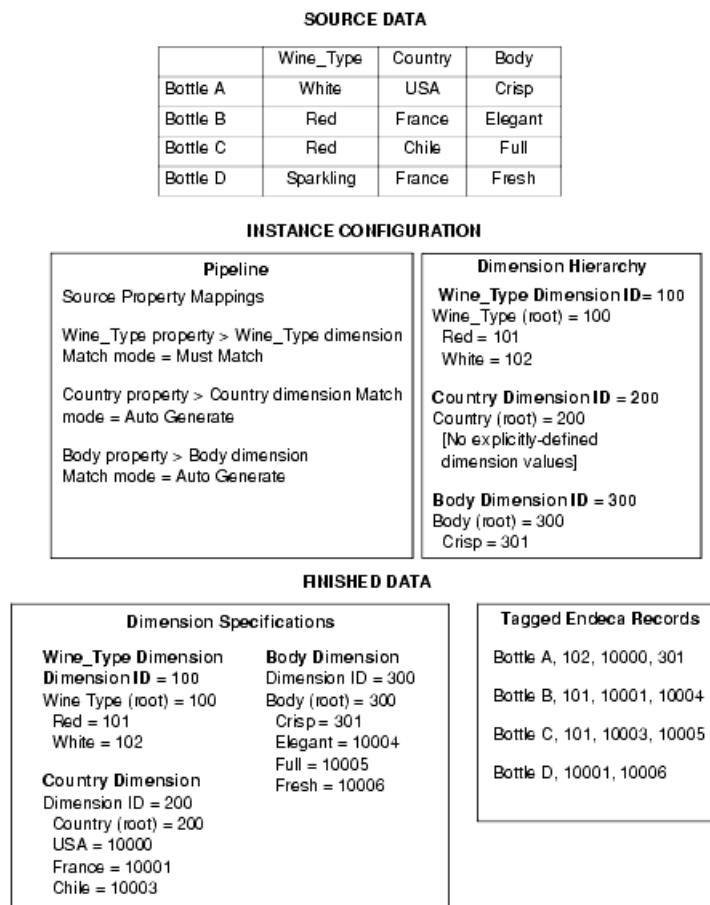 SOURCE DATA
Wine_Type Country Body
Bottle A White USA Crisp
Bottle B Red France Elegant
Bottle C Red Chile Full
Bottle D Sparkling France Fresh
INSTANCE CONFIGURATION
Pipeline
Source Property Mappings
Wine_Type property > Wine_Type dimension
Match mode = Must Match
Country property > Country dimension Match
mode = Auto Generate
Body property > Body dimension
Match mode = Auto Generate
Dimension Hierarchy
Wine_Type Dimension ID= 100
Wine_Type (root) = 100
Red = 101
White = 102
Country Dimension ID = 200
Country (root) = 200
[No explicitly-defined
dimension values]
Body Dimension ID = 300
Body (root) = 300
Crisp = 301
FINISHED DATA
Dimension Specifications
Wine_Type Dimension
Dimension ID = 100
Wine Type (root) = 100
Red = 101
White = 102
Country Dimension
Dimension ID = 200
Country (root) = 200
USA = 10000
France = 10001
Chile = 10003
Body Dimension
Dimension ID = 300
Body (root) = 300
Crisp = 301
Elegant = 10004
Full = 10005
Fresh = 10006
Tagged Endeca Records
Bottle A, 102, 10000, 301
Bottle B, 101, 10001, 10004
Bottle C, 101, 10003, 10005
Bottle D, 10001, 10006